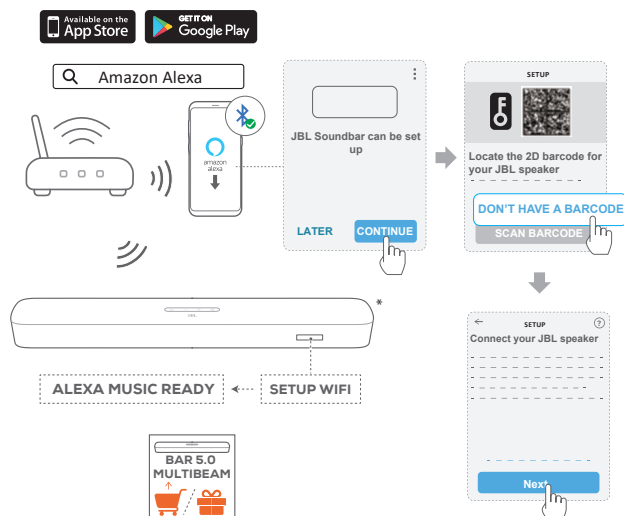 Available on the
App Store
GET IT ON
Google Play
Amazon Alexa
amazon
alexa
JBL Soundbar can be set
up
LATER
CONTINUE
SETUP
Locate the 2D barcode for
your JBL speaker
DON'T HAVE A BARCODE
SCAN BARCODE
JBL
*
ALEXA MUSIC READY
SETUP WIFI
SETUP
?
Connect your JBL speaker
Next
BAR 5.0
MULTIBEAM